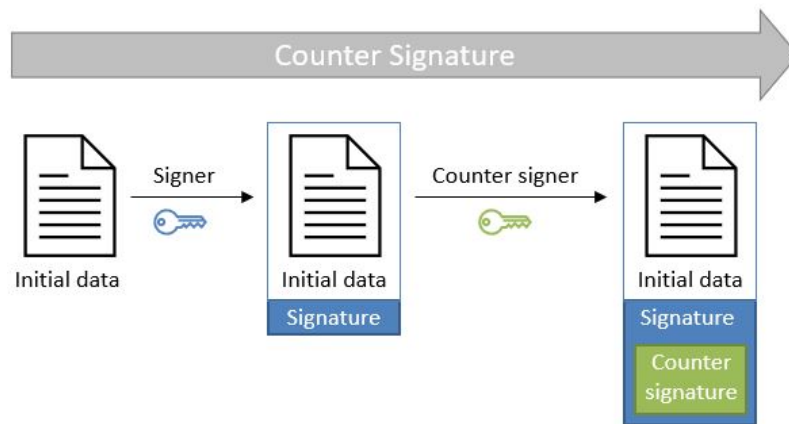 Counter Signature
Signer
Counter signer
Initial data
Initial data
Initial data
Signature
Signature
Counter
signature